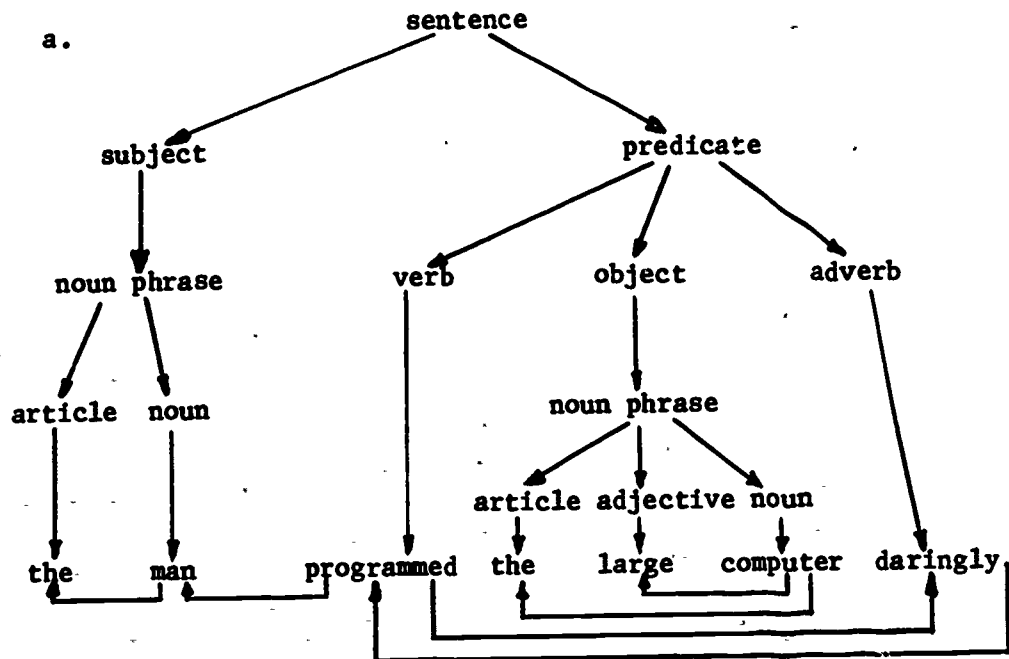 sentence
a.
subject predicate
noun phrase verb object adverb
article noun noun phrase
article adjective noun
the man programmed the large computer daringly